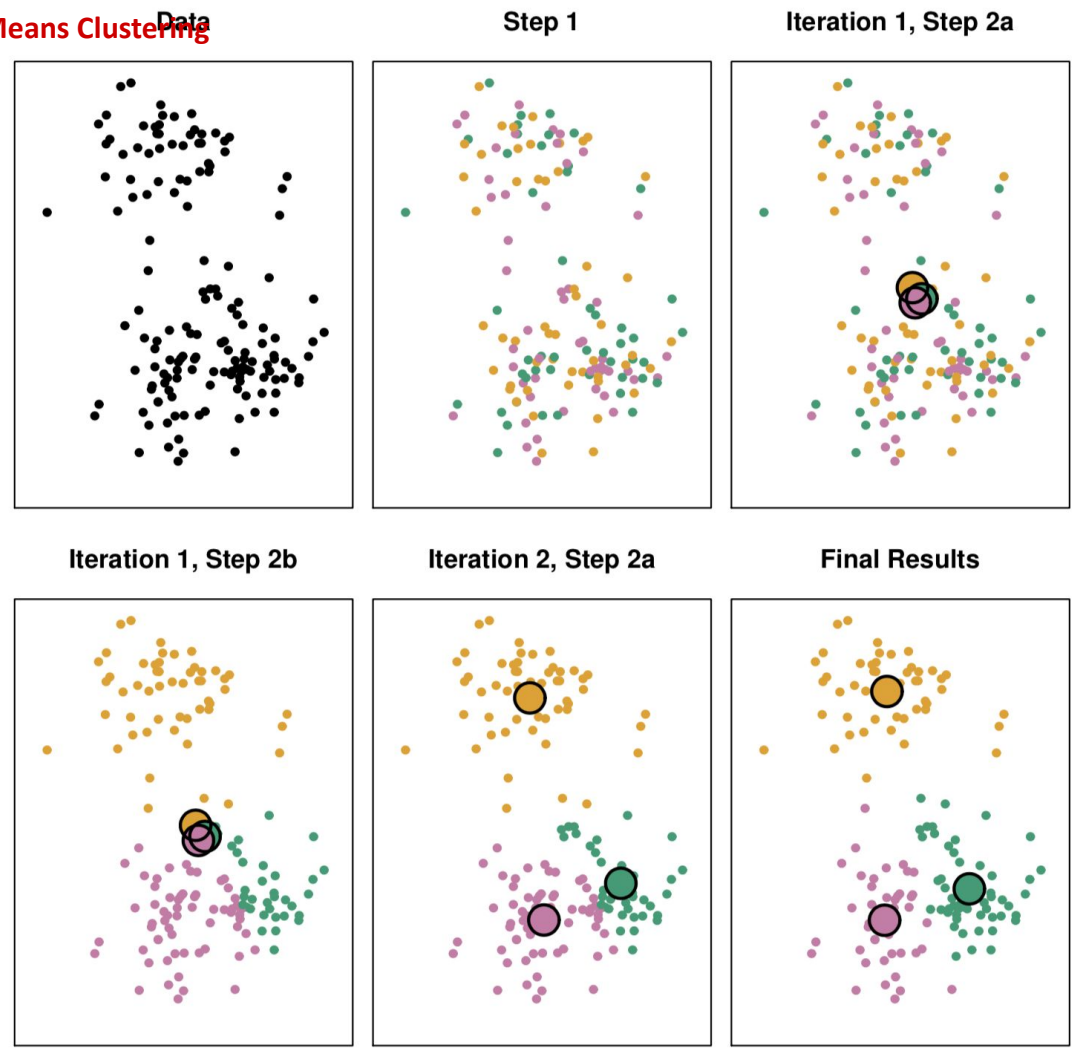 Means Clustering
Data
Step 1
Iteration 1, Step 2a
Iteration 1, Step 2b
Iteration 2, Step 2a
Final Results